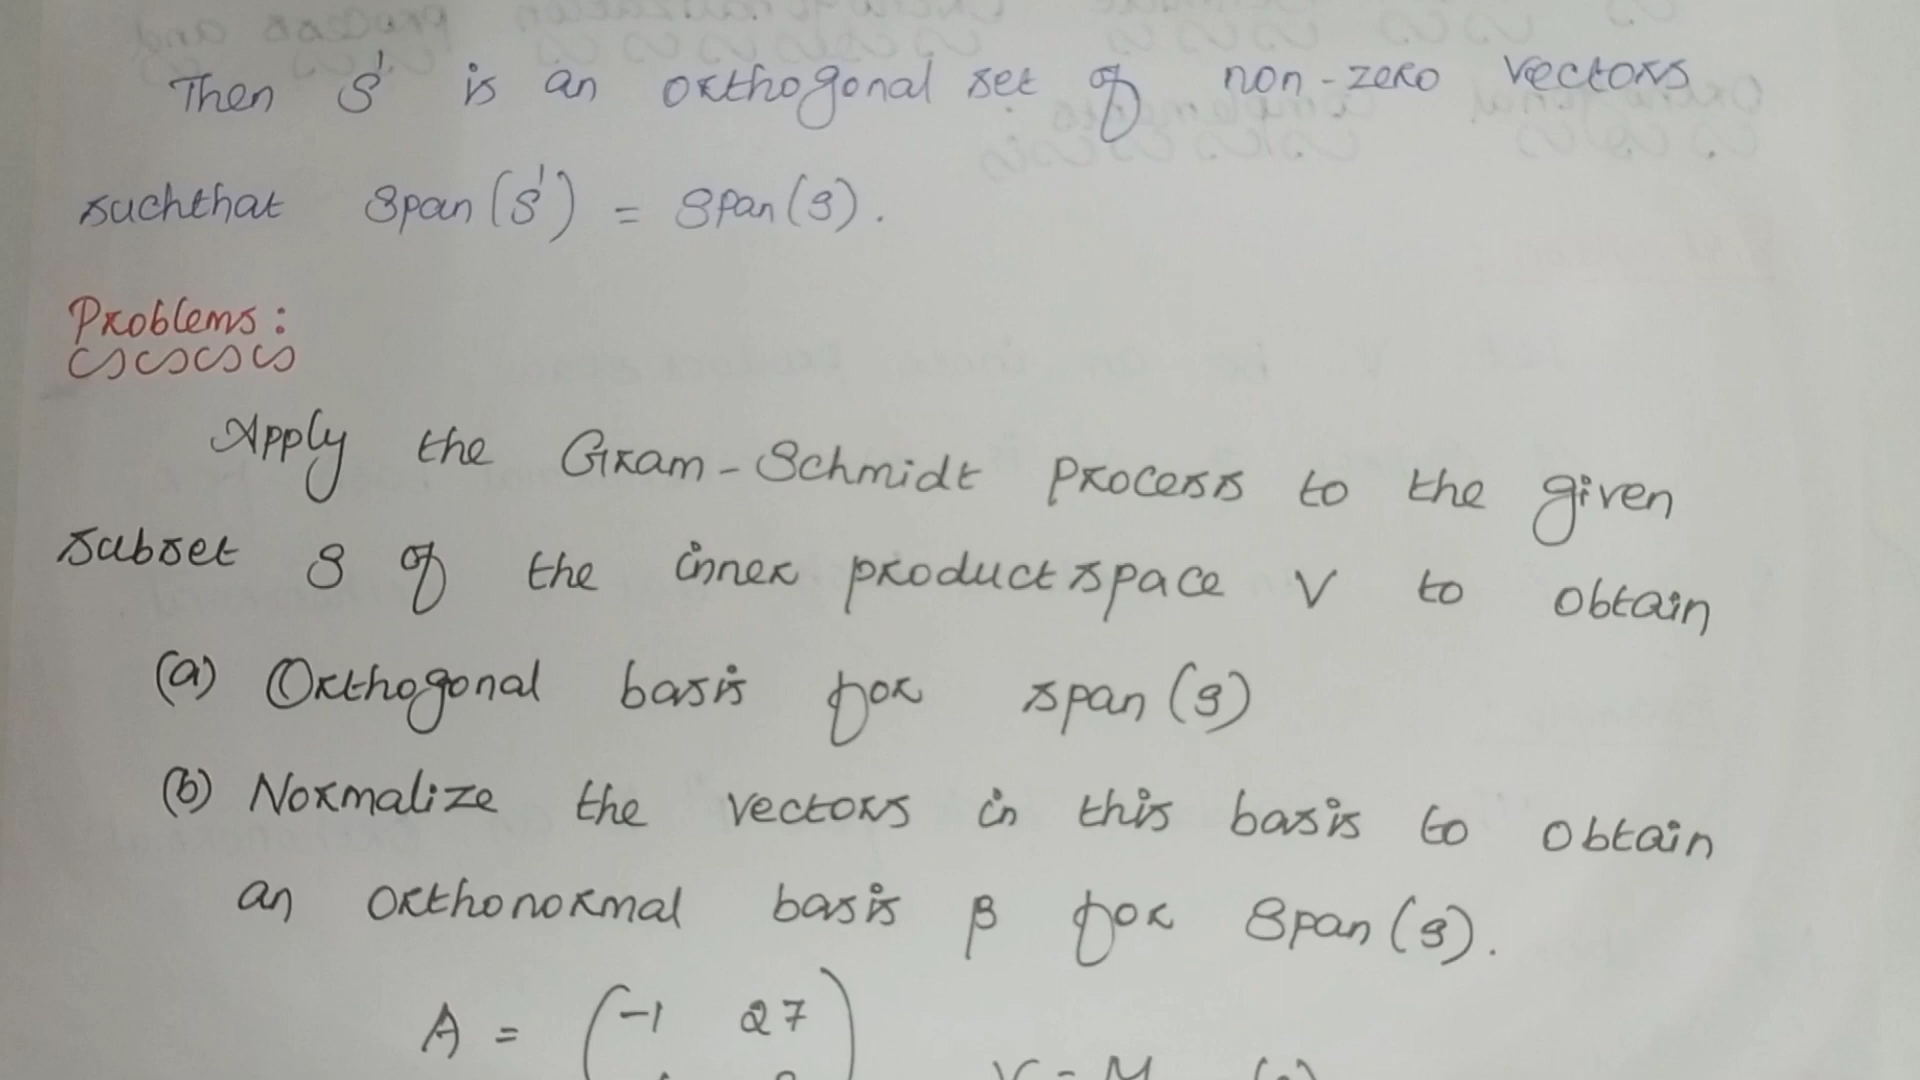 Then S' is an orthogonal set of non-zero vectors
suchthat Span(S') = Span(S).
Problems:
Apply the Gram-Schmidt Process to the given
subset S of the inner product space V to obtain
(a) Orthogonal basis for span(S)
(b) Normalize the vectors in this basis to obtain
an orthonormal basis β for Span(S).
A = (-1 27)